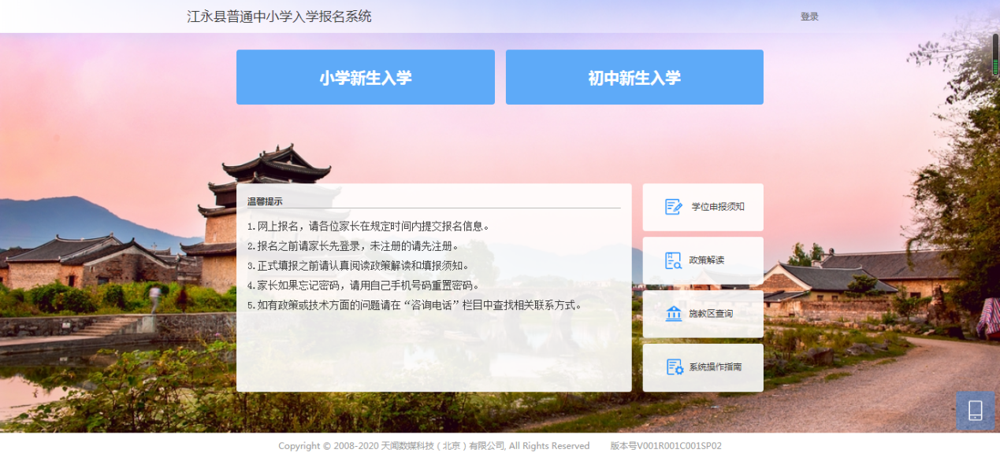 江永县普通中小学入学报名系统
登录
小学新生入学
初中新生入学
温馨提示
1.网上报名，请各位家长在规定时间内提交报名信息。
2.报名之前请家长先登录，未注册的请先注册。
3.正式填报之前请认真阅读政策解读和填报须知。
4.家长如果忘记密码，请用自己手机号码重置密码。
5.如有政策或技术方面的问题请在“咨询电话”栏目中查找相关联系方式。
学位申报须知
政策解读
施教区查询
系统操作指南
Copyright © 2008-2020 天闻数媒科技（北京）有限公司, All Rights Reserved 版本号V001R001C001SP02